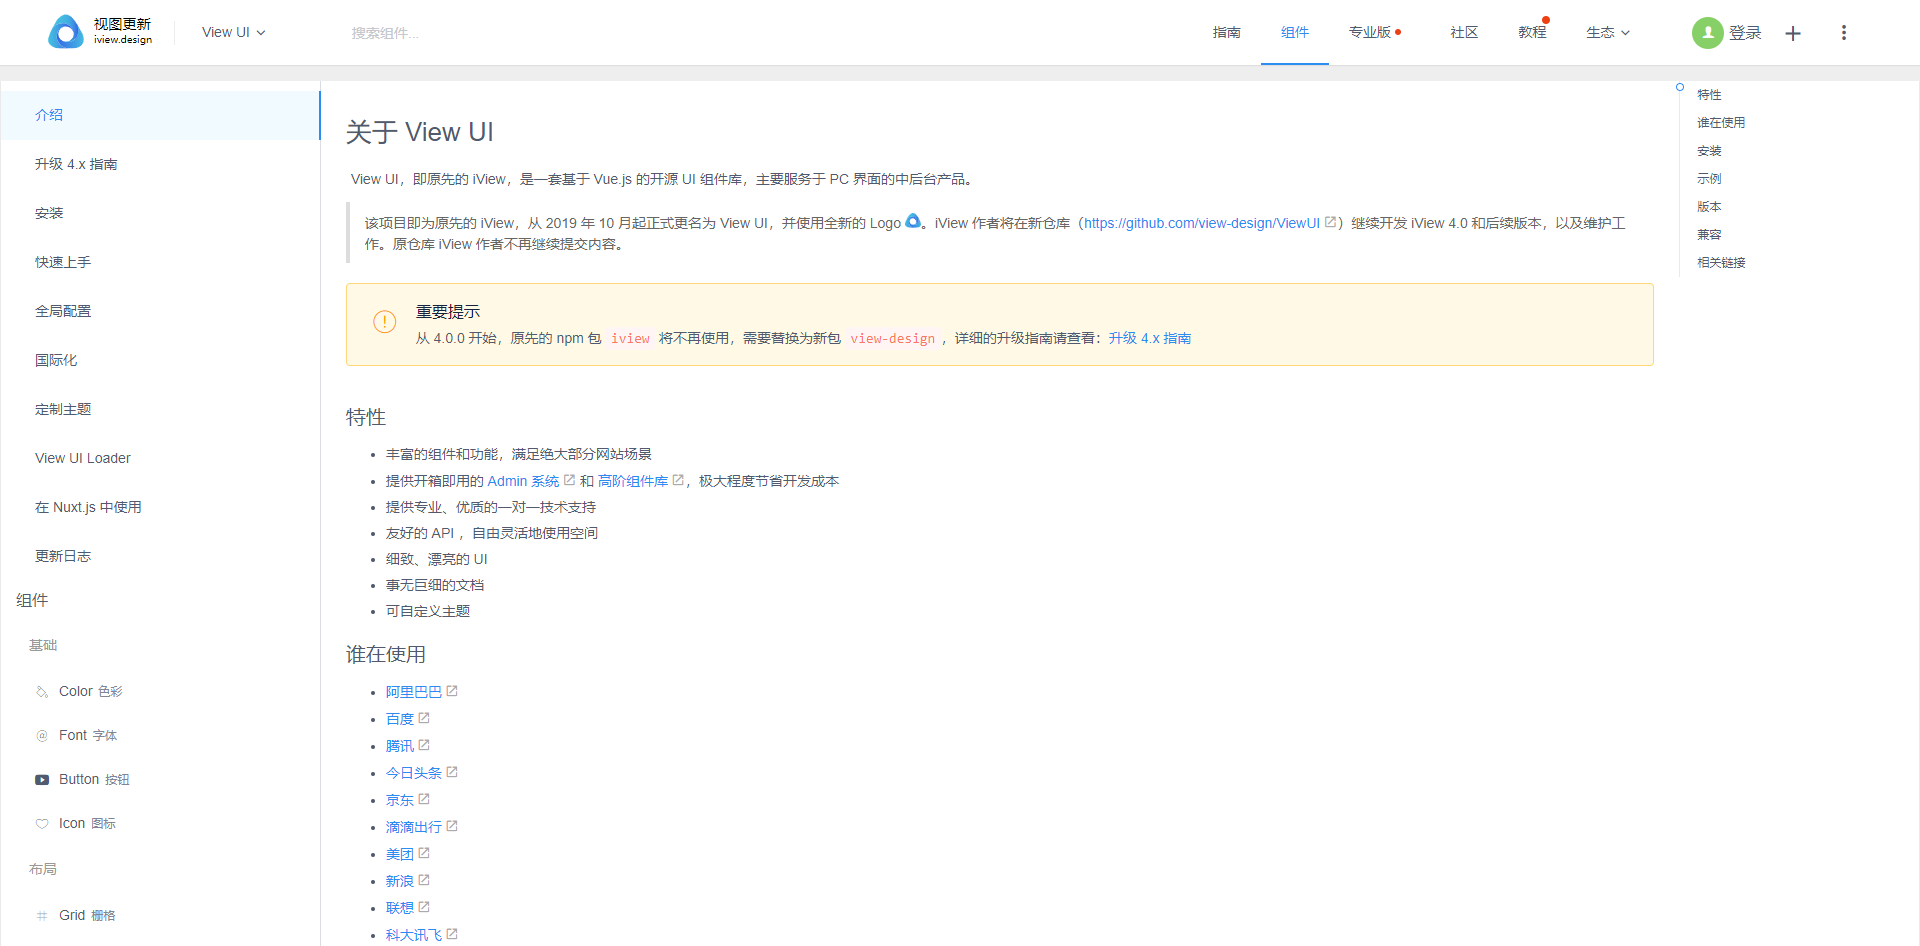 视图更新
iview.design
View UI
搜索组件...
指南
组件
专业版
社区
教程
生态
登录
介绍
升级 4.x 指南
安装
快速上手
全局配置
国际化
定制主题
View UI Loader
在 Nuxt.js 中使用
更新日志
组件
基础
Color 色彩
Font 字体
Button 按钮
Icon 图标
布局
Grid 栅格
关于 View UI
View UI，即原先的 iView，是一套基于 Vue.js 的开源 UI 组件库，主要服务于 PC 界面的中后台产品。
该项目即为原先的 iView，从 2019 年 10 月起正式更名为 View UI，并使用全新的 Logo 。iView 作者将在新仓库（https://github.com/view-design/ViewUI ）继续开发 iView 4.0 和后续版本，以及维护工
作。原仓库 iView 作者不再继续提交内容。
重要提示
从 4.0.0 开始，原先的 npm 包 iview 将不再使用，需要替换为新包 view-design ，详细的升级指南请查看：升级 4.x 指南
特性
丰富的组件和功能，满足绝大部分网站场景
提供开箱即用的 Admin 系统 和 高阶组件库 ，极大程度节省开发成本
提供专业、优质的一对一技术支持
友好的 API ，自由灵活地使用空间
细致、漂亮的 UI
事无巨细的文档
可自定义主题
谁在使用
阿里巴巴
百度
腾讯
今日头条
京东
滴滴出行
美团
新浪
联想
科大讯飞
特性
谁在使用
安装
示例
版本
兼容
相关链接